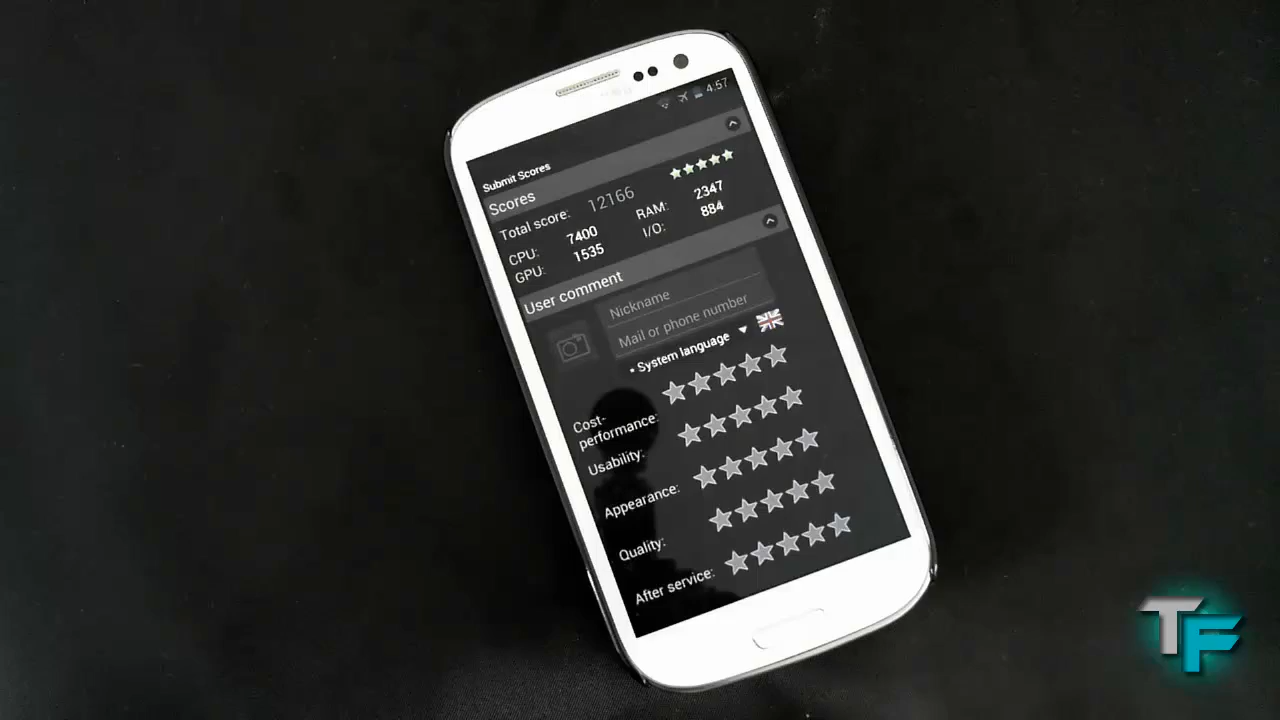 4:57
Submit Scores
Scores
Total score: 12166
CPU: 7400 RAM: 2347
GPU: 1535 I/O: 884
User comment
Nickname
Mail or phone number
• System language
Cost-
performance:
Usability:
Appearance:
Quality:
After service:
TF